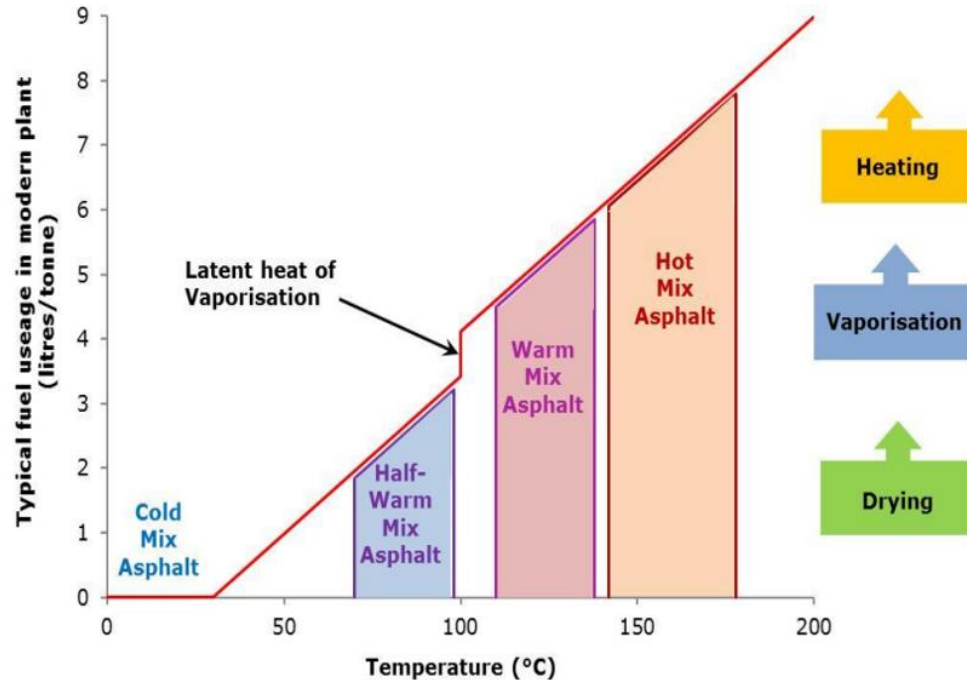 Typical fuel useage in modern plant
(litres/tonne)
9
8
7
6
5
4
3
2
1
0
Latent heat of
Vaporisation
Cold
Mix
Asphalt
Half-
Warm
Mix
Asphalt
Warm
Mix
Asphalt
Hot
Mix
Asphalt
0
50
100
150
200
Temperature (°C)
Heating
Vaporisation
Drying